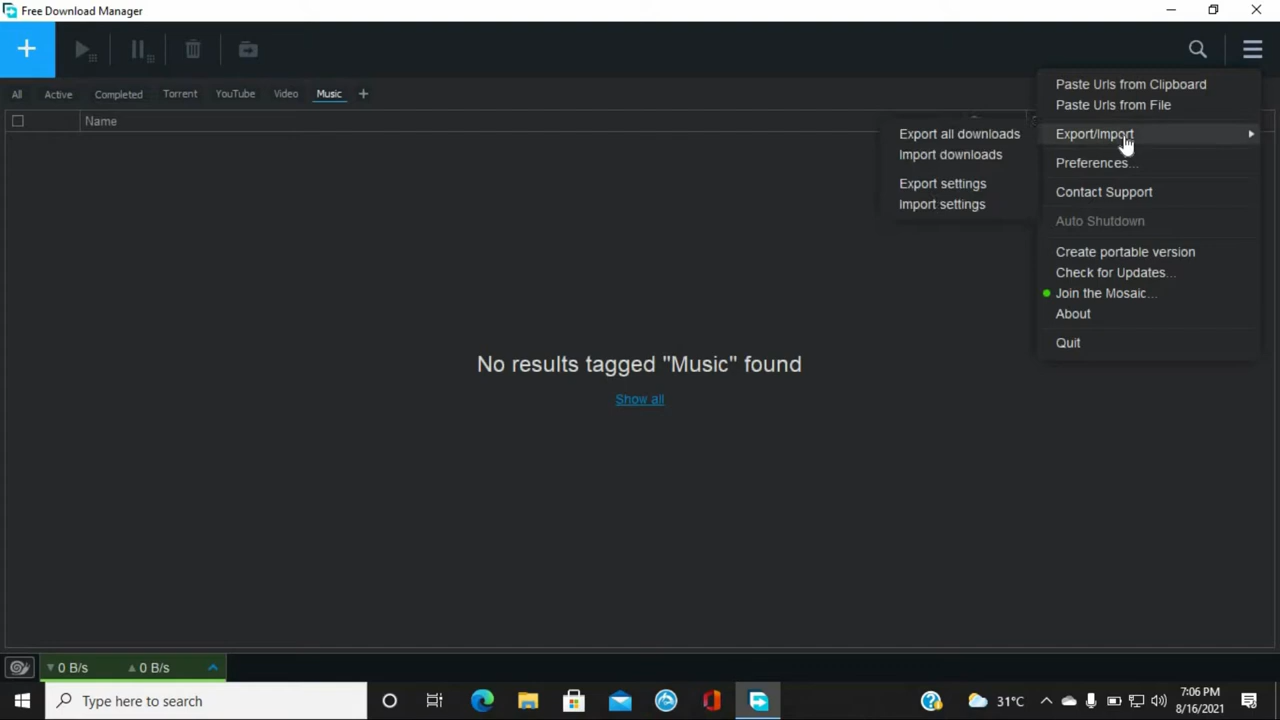 Free Download Manager
All Active Completed Torrent YouTube Video Music +
Name
Paste Urls from Clipboard
Paste Urls from File
Export/Import
Preferences...
Contact Support
Auto Shutdown
Create portable version
Check for Updates...
Join the Mosaic...
About
Quit
Export all downloads
Import downloads
Export settings
Import settings
No results tagged "Music" found
Show all
0 B/s 0 B/s
Type here to search
31°C
7:06 PM
8/16/2021